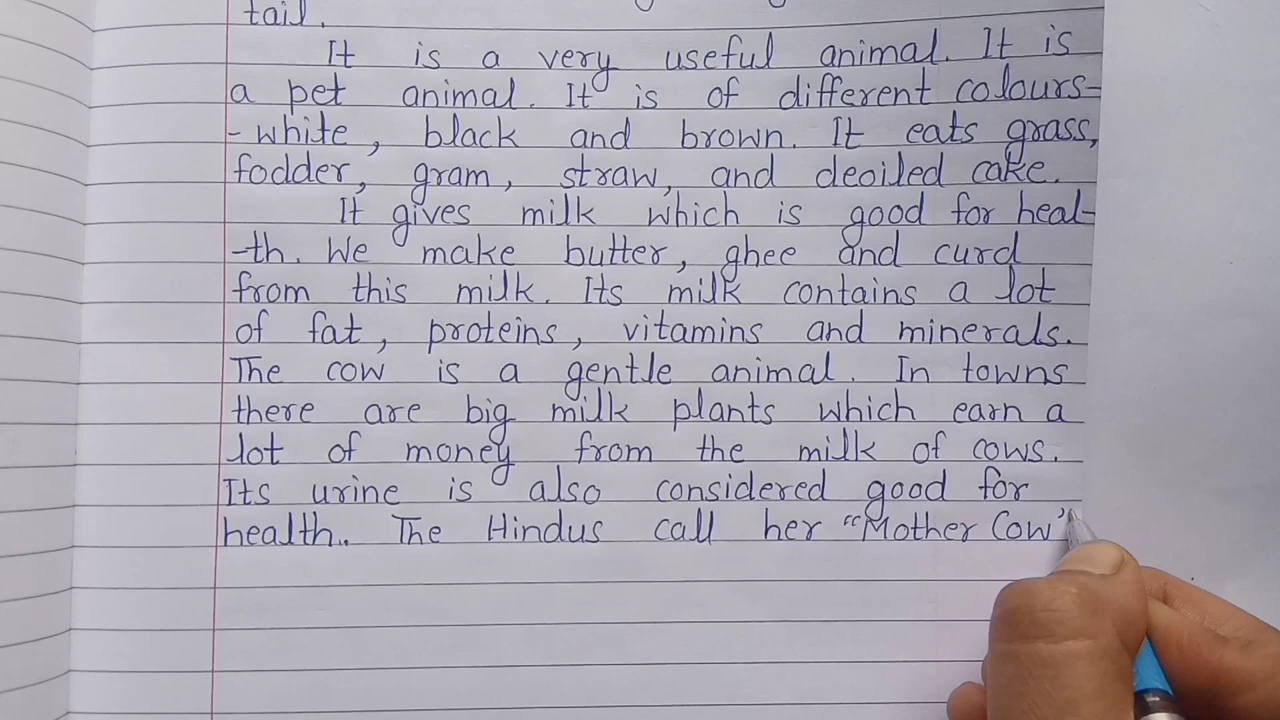 tail.
It is a very useful animal. It is
a pet animal. It is of different colours-
- white, black and brown. It eats grass,
fodder, gram, straw, and deoiled cake.
It gives milk which is good for heal-
-th. We make butter, ghee and curd
from this milk. Its milk contains a lot
of fat, proteins, vitamins and minerals.
The cow is a gentle animal. In towns
there are big milk plants which earn a
lot of money from the milk of cows.
Its urine is also considered good for
health.. The Hindus call her "Mother Cow'